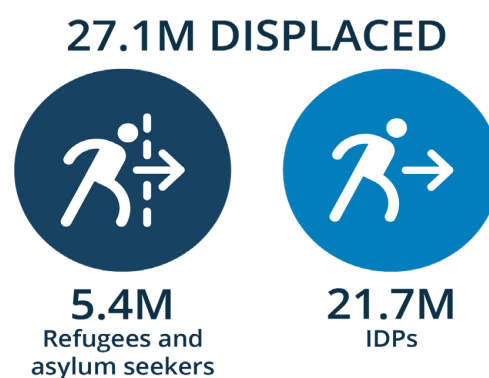 27.1M DISPLACED
5.4M
Refugees and
asylum seekers
21.7M
IDPs